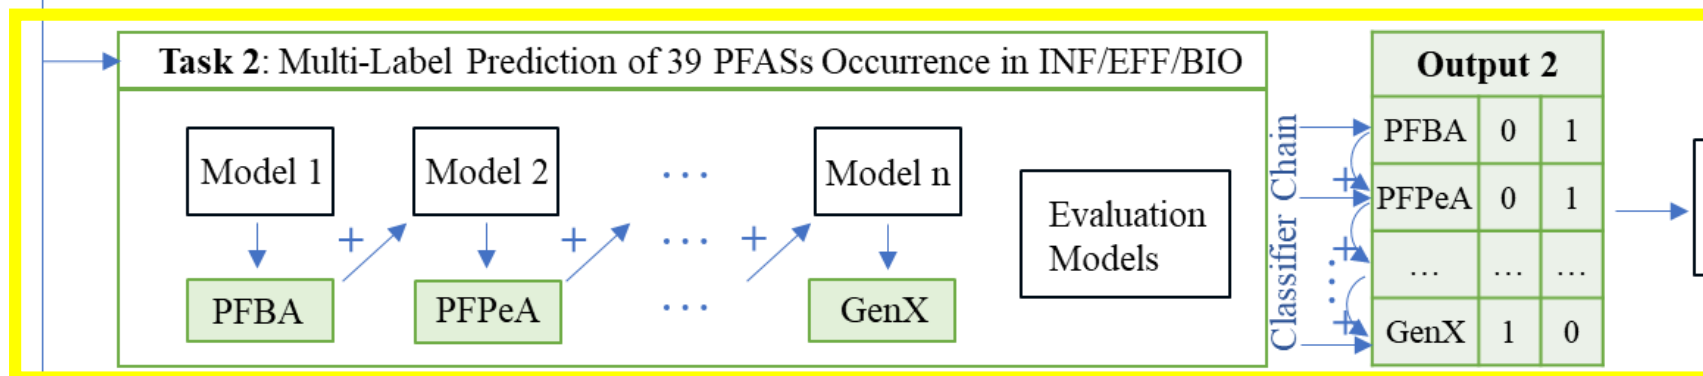 Task 2: Multi-Label Prediction of 39 PFASs Occurrence in INF/EFF/BIO
Model 1
Model 2
...
Model n
+
+
...
+
PFBA
PFPeA
...
GenX
Evaluation
Models
Classifier Chain
+
+
...
+
Output 2
PFBA 0 1
PFPeA 0 1
... ... ...
GenX 1 0